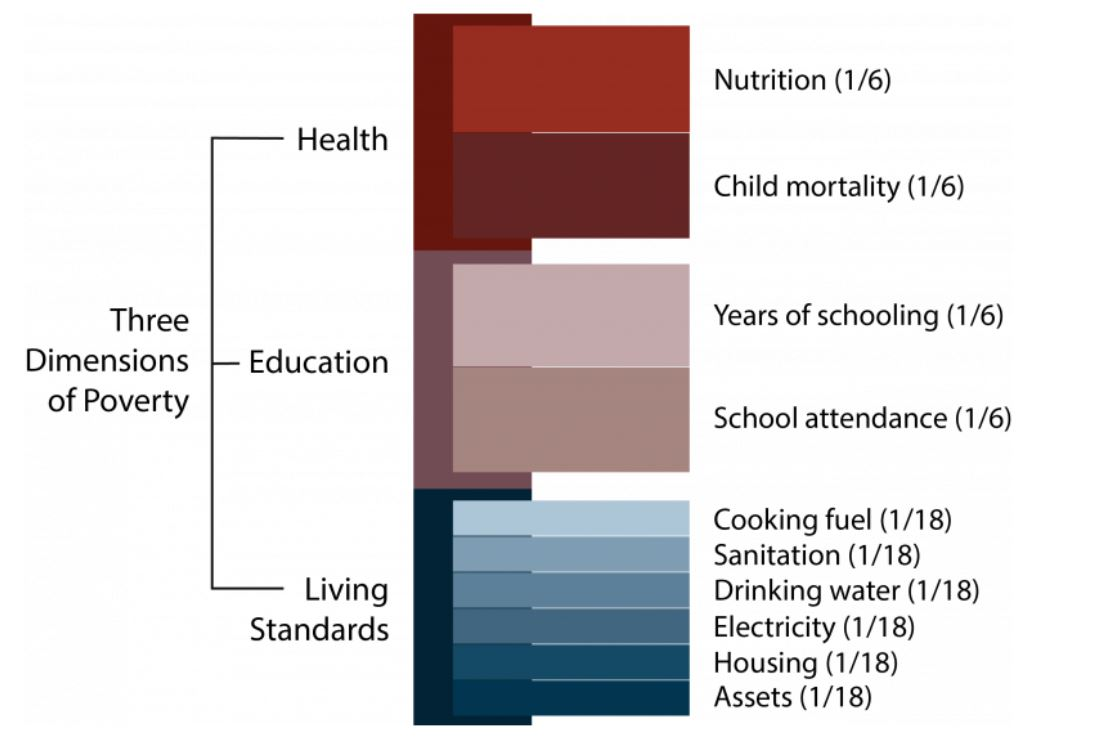 Three
Dimensions
of Poverty
Health
Nutrition (1/6)
Child mortality (1/6)
Education
Years of schooling (1/6)
School attendance (1/6)
Living
Standards
Cooking fuel (1/18)
Sanitation (1/18)
Drinking water (1/18)
Electricity (1/18)
Housing (1/18)
Assets (1/18)